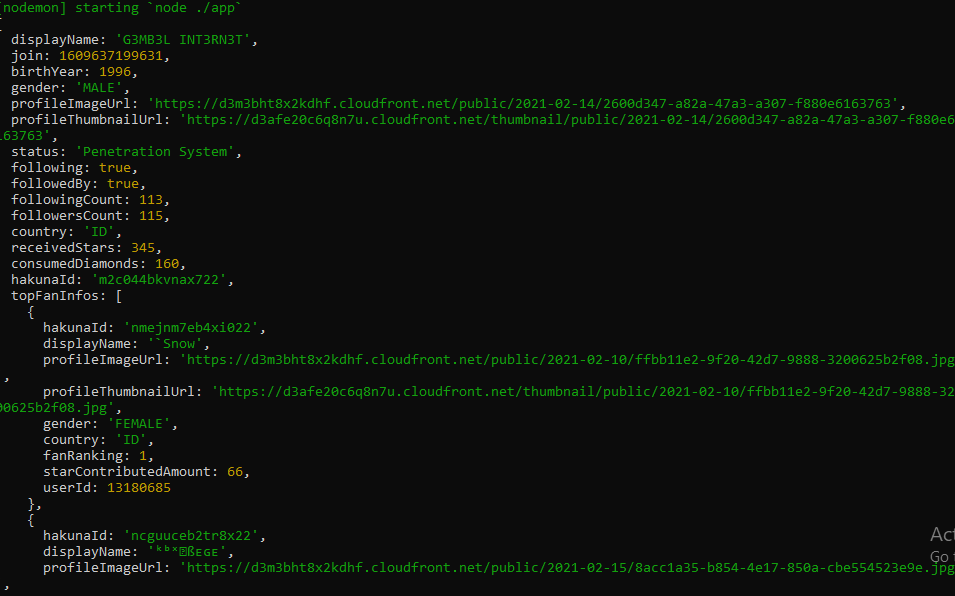 [nodemon] starting `node ./app`
{
displayName: 'G3MB3L INT3RN3T',
join: 1609637199631,
birthYear: 1996,
gender: 'MALE',
profileImageUrl: 'https://d3m3bht8x2kdhf.cloudfront.net/public/2021-02-14/2600d347-a82a-47a3-a307-f880e6163763',
profileThumbnailUrl: 'https://d3afe20c6q8n7u.cloudfront.net/thumbnail/public/2021-02-14/2600d347-a82a-47a3-a307-f880e6
163763',
status: 'Penetration System',
following: true,
followedBy: true,
followingCount: 113,
followersCount: 115,
country: 'ID',
receivedStars: 345,
consumedDiamonds: 160,
hakunaId: 'm2c044bkvnax722',
topFanInfos: [
{
hakunaId: 'nmejnm7eb4xi022',
displayName: '`Snow',
profileImageUrl: 'https://d3m3bht8x2kdhf.cloudfront.net/public/2021-02-10/ffbb11e2-9f20-42d7-9888-3200625b2f08.jpg
,
profileThumbnailUrl: 'https://d3afe20c6q8n7u.cloudfront.net/thumbnail/public/2021-02-10/ffbb11e2-9f20-42d7-9888-32
00625b2f08.jpg',
gender: 'FEMALE',
country: 'ID',
fanRanking: 1,
starContributedAmount: 66,
userId: 13180685
},
{
hakunaId: 'ncguuceb2tr8x22',
displayName: 'ᵏᵇˣ⍰ßᴇɢᴇ',
profileImageUrl: 'https://d3m3bht8x2kdhf.cloudfront.net/public/2021-02-15/8acc1a35-b854-4e17-850a-cbe554523e9e.jpg
,
Act
Go